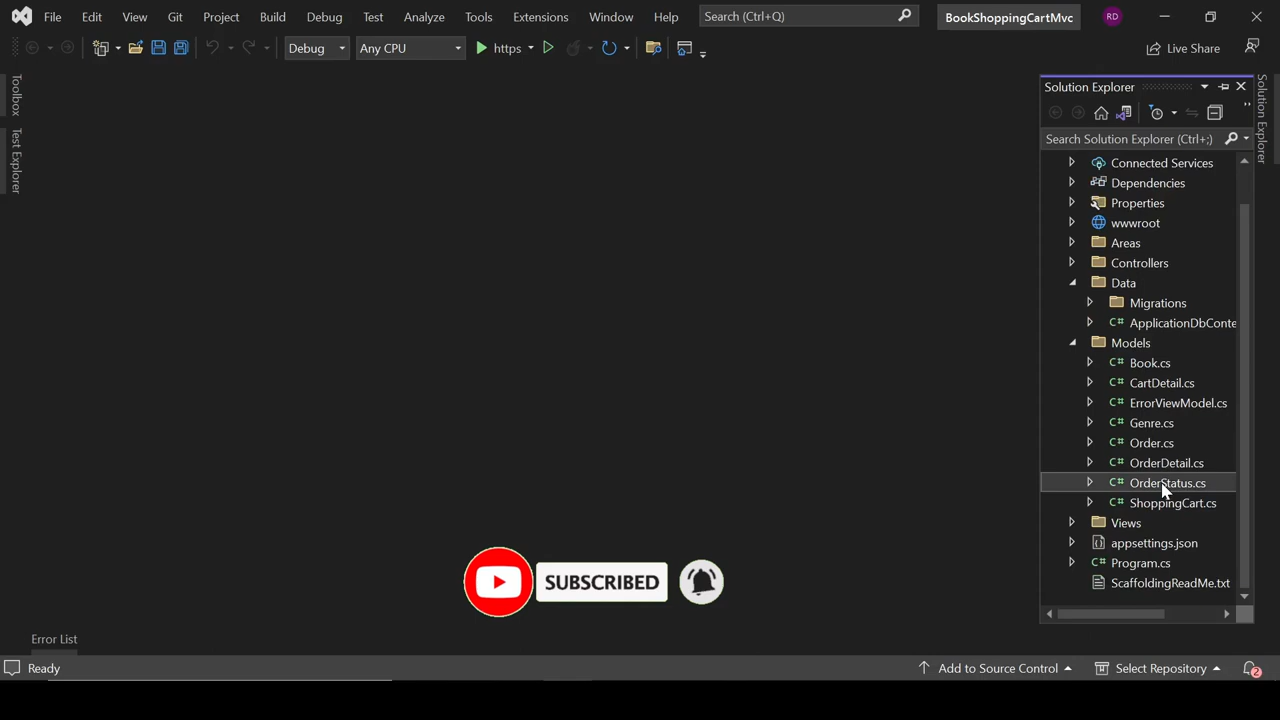 File Edit View Git Project Build Debug Test Analyze Tools Extensions Window Help Search (Ctrl+Q) BookShoppingCartMvc RD
Debug Any CPU https Live Share
Toolbox
Test Explorer
Solution Explorer
Solution Explorer
Search Solution Explorer (Ctrl+;)
Connected Services
Dependencies
Properties
wwwroot
Areas
Controllers
Data
Migrations
C# ApplicationDbConte
Models
C# Book.cs
C# CartDetail.cs
C# ErrorViewModel.cs
C# Genre.cs
C# Order.cs
C# OrderDetail.cs
C# OrderStatus.cs
C# ShoppingCart.cs
Views
appsettings.json
C# Program.cs
ScaffoldingReadMe.txt
SUBSCRIBED
Error List
Ready Add to Source Control Select Repository 2